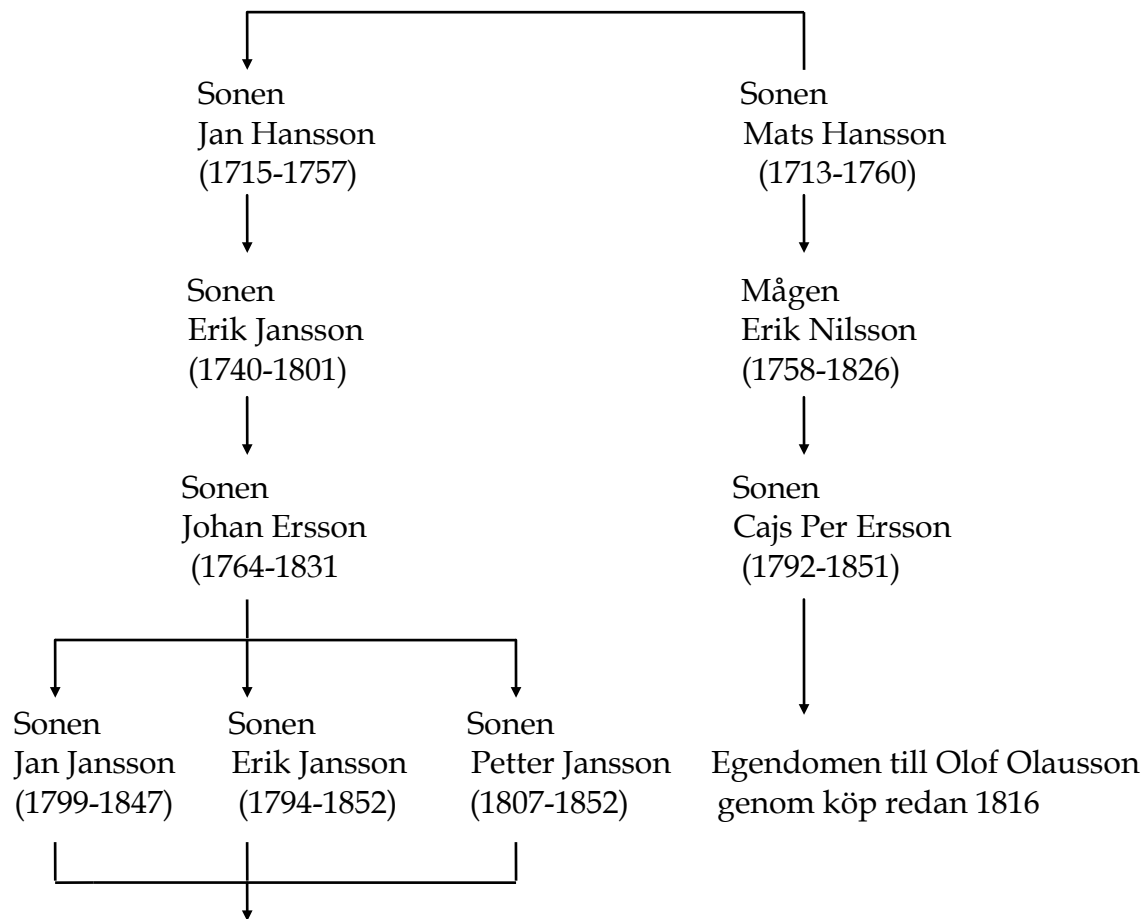 Sonen
Jan Hansson
(1715-1757)
Sonen
Mats Hansson
(1713-1760)
Sonen
Erik Jansson
(1740-1801)
Mågen
Erik Nilsson
(1758-1826)
Sonen
Johan Ersson
(1764-1831
Sonen
Cajs Per Ersson
(1792-1851)
Sonen
Jan Jansson
(1799-1847)
Sonen
Erik Jansson
(1794-1852)
Sonen
Petter Jansson
(1807-1852)
Egendomen till Olof Olausson
genom köp redan 1816